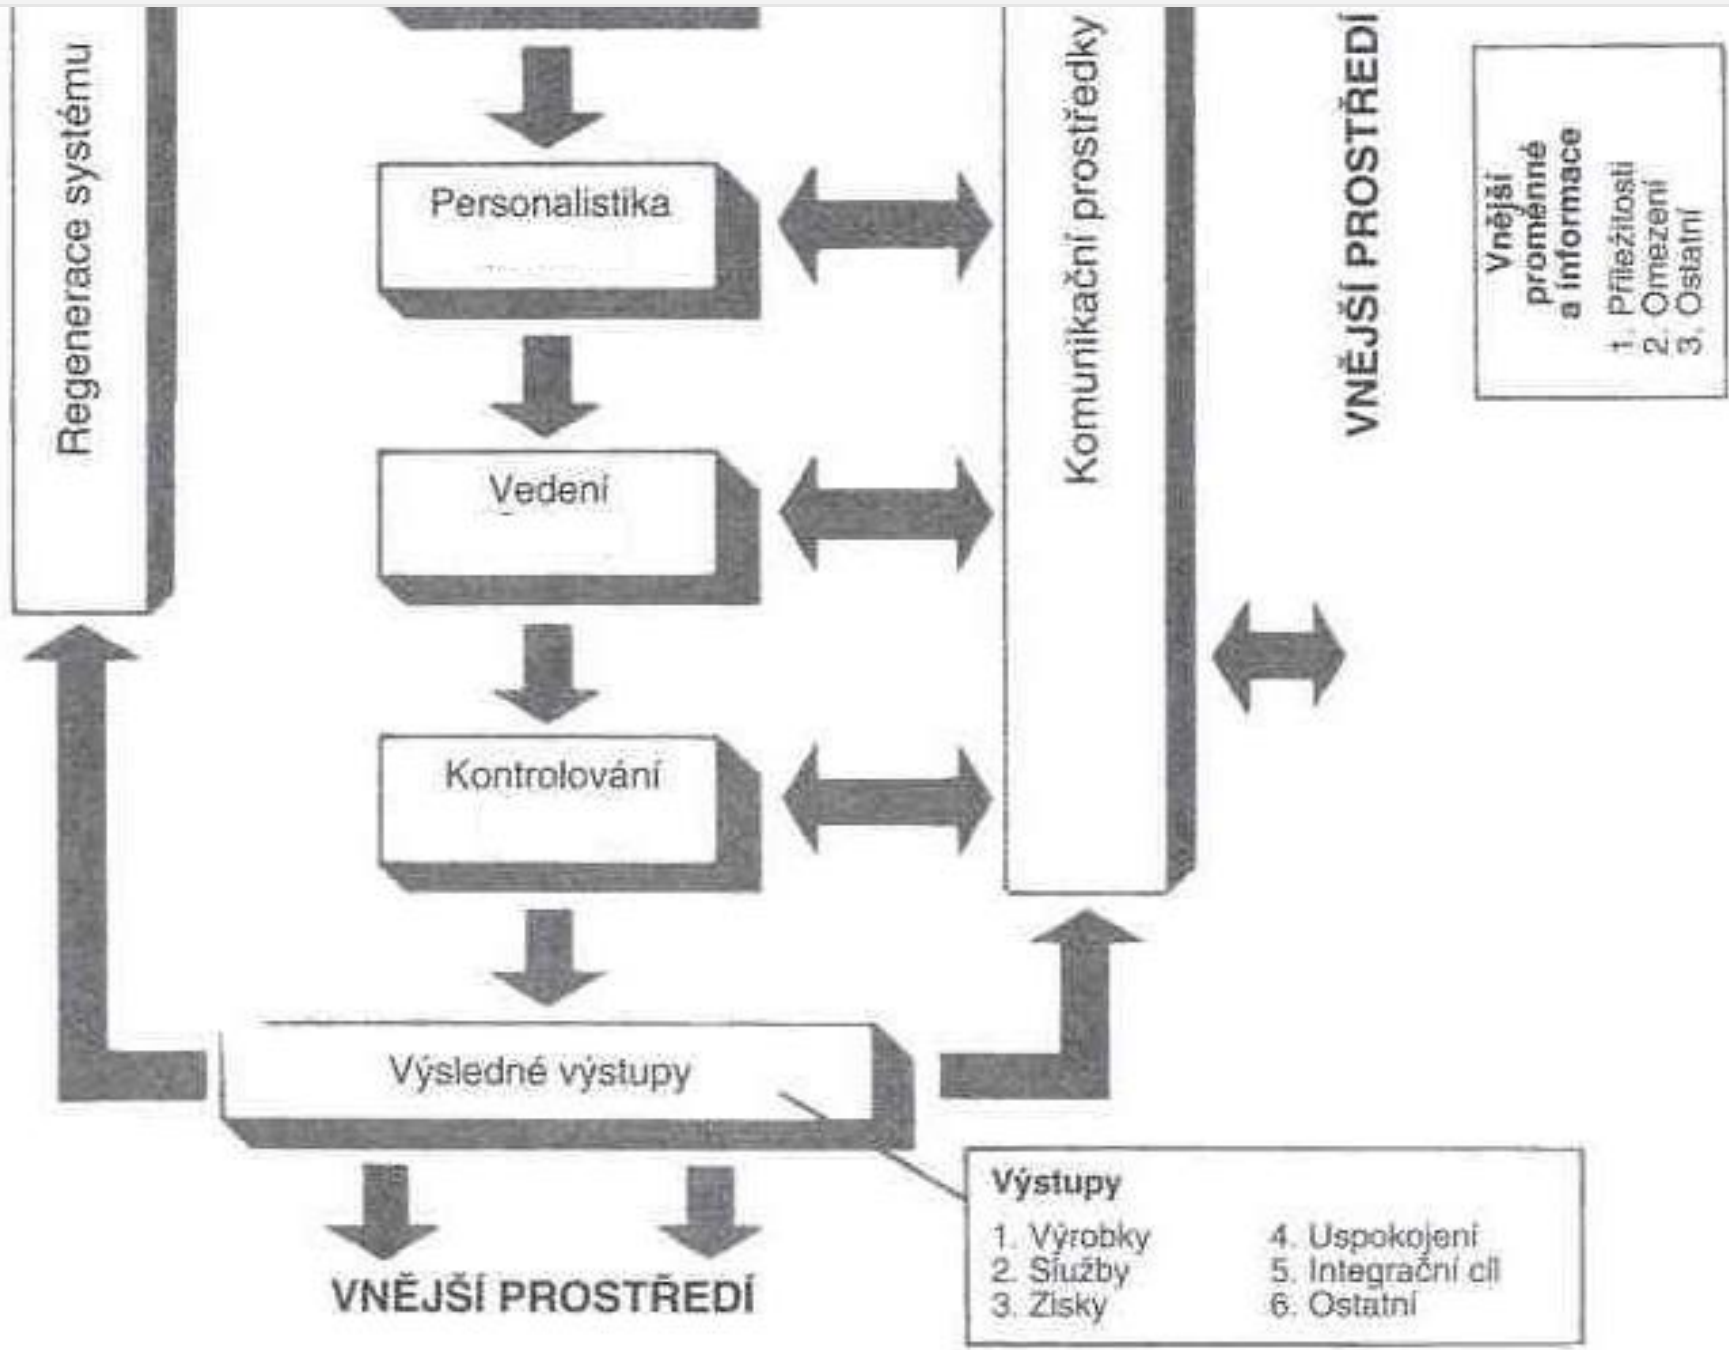 Regenerace systému
Personalistika
Vedení
Kontrolování
Komunikační prostředky
VNĚJŠÍ PROSTŘEDÍ
Vnější
proměnné
a informace
1. Příležitosti
2. Omezení
3. Ostatní
Výsledné výstupy
VNĚJŠÍ PROSTŘEDÍ
Výstupy
1. Výrobky
2. Služby
3. Zisky
4. Uspokojení
5. Integrační cíl
6. Ostatní